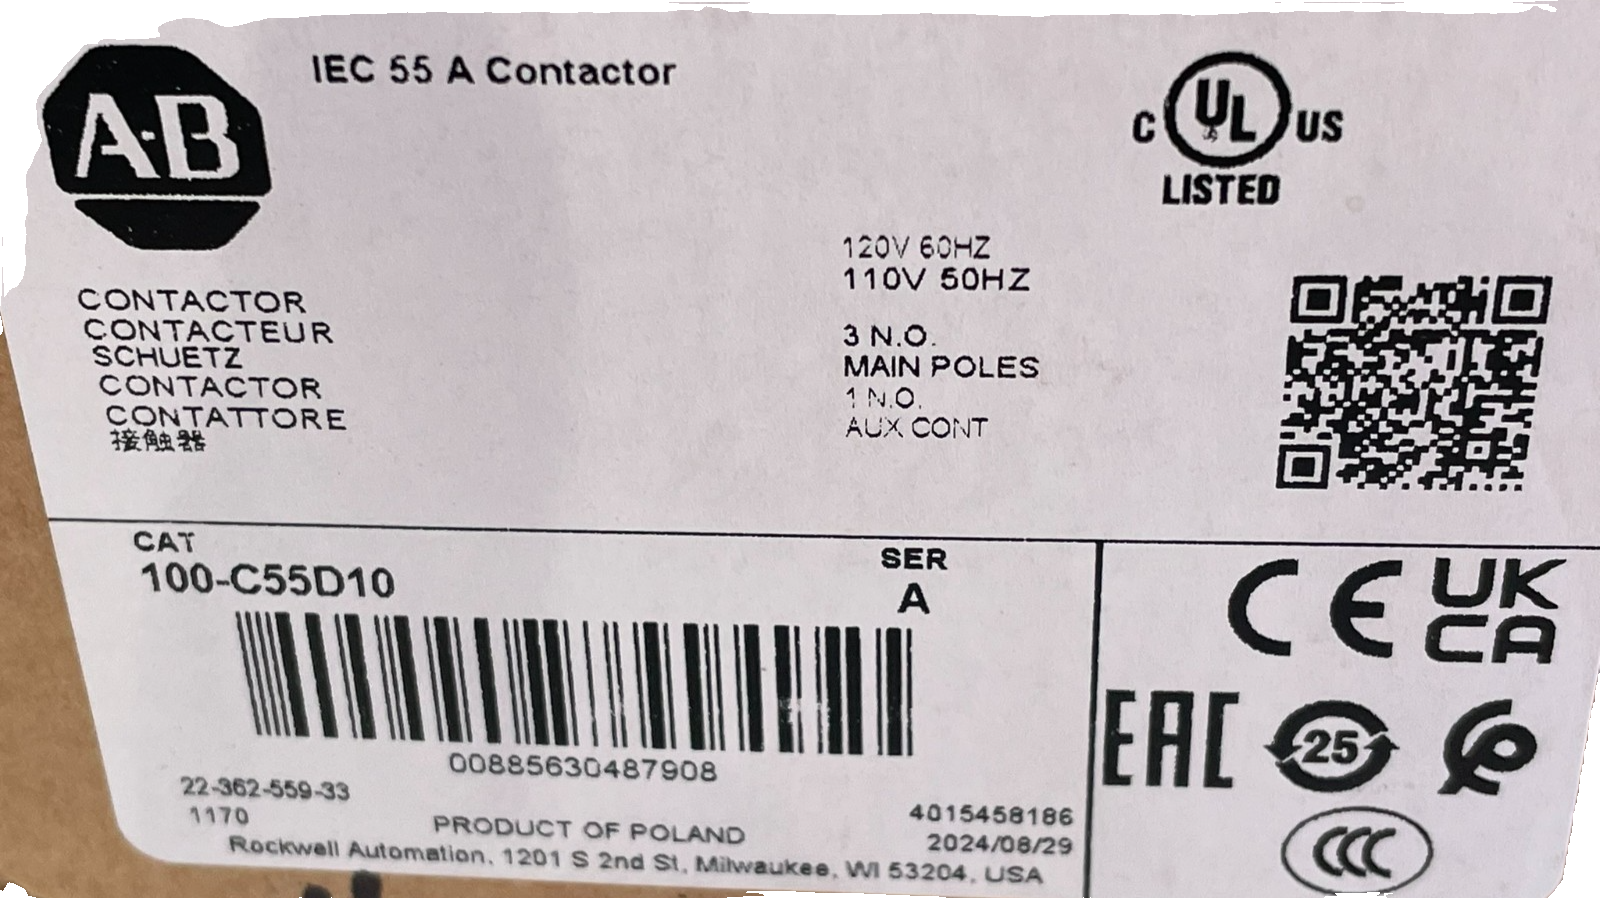 A·B
IEC 55 A Contactor
C UL US
LISTED
120V 60HZ
110V 50HZ
3 N.O.
MAIN POLES
1 N.O.
AUX CONT
CONTACTOR
CONTACTEUR
SCHUETZ
CONTACTOR
CONTATTORE
接触器
CAT
100-C55D10
SER
A
00885630487908
22-362-559-33
1170
PRODUCT OF POLAND
4015458186
2024/08/29
Rockwell Automation, 1201 S 2nd St, Milwaukee, WI 53204, USA
CE
UK
CA
EAC
25
CCC